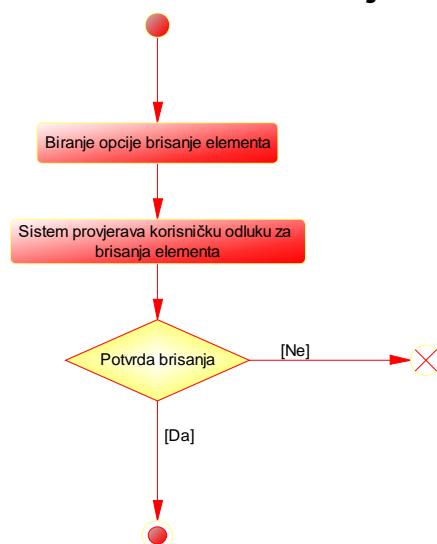 Biranje opcije brisanje elementa
Sistem provjerava korisničku odluku za
brisanja elementa
Potvrda brisanja
[Ne]
[Da]